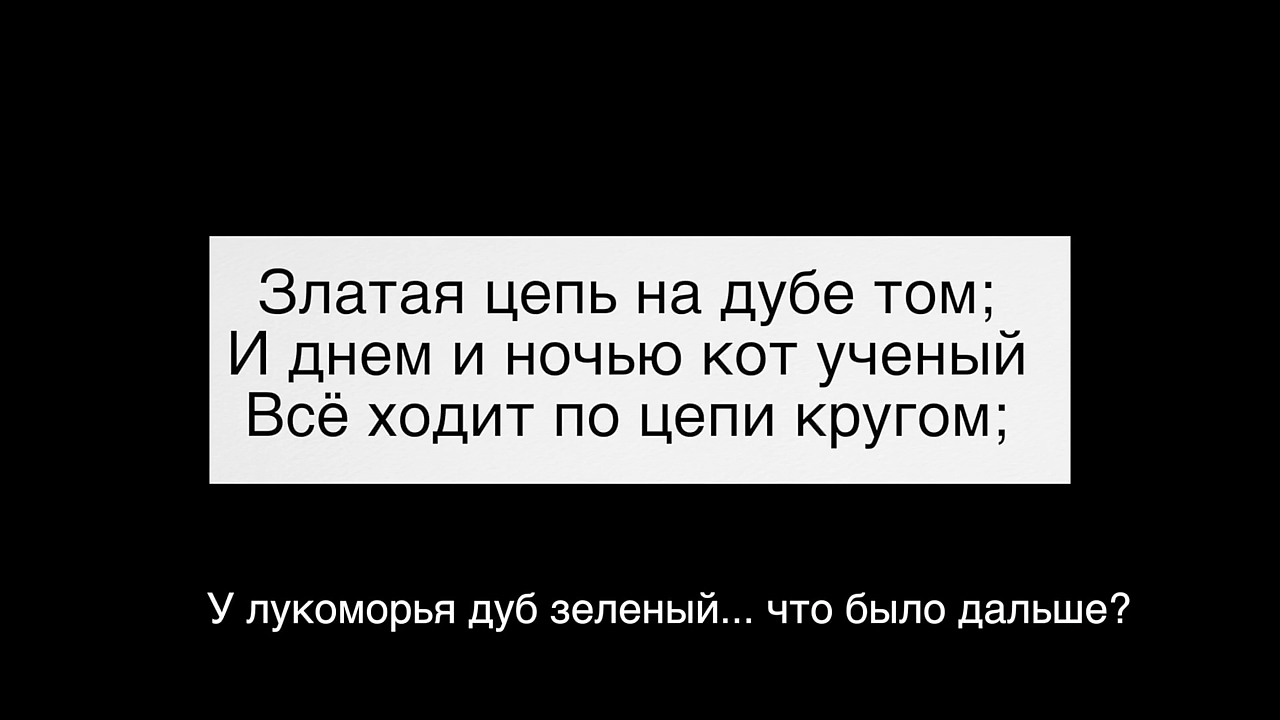 Златая цепь на дубе том;
И днем и ночью кот ученый
Всё ходит по цепи кругом;
У лукоморья дуб зеленый... что было дальше?